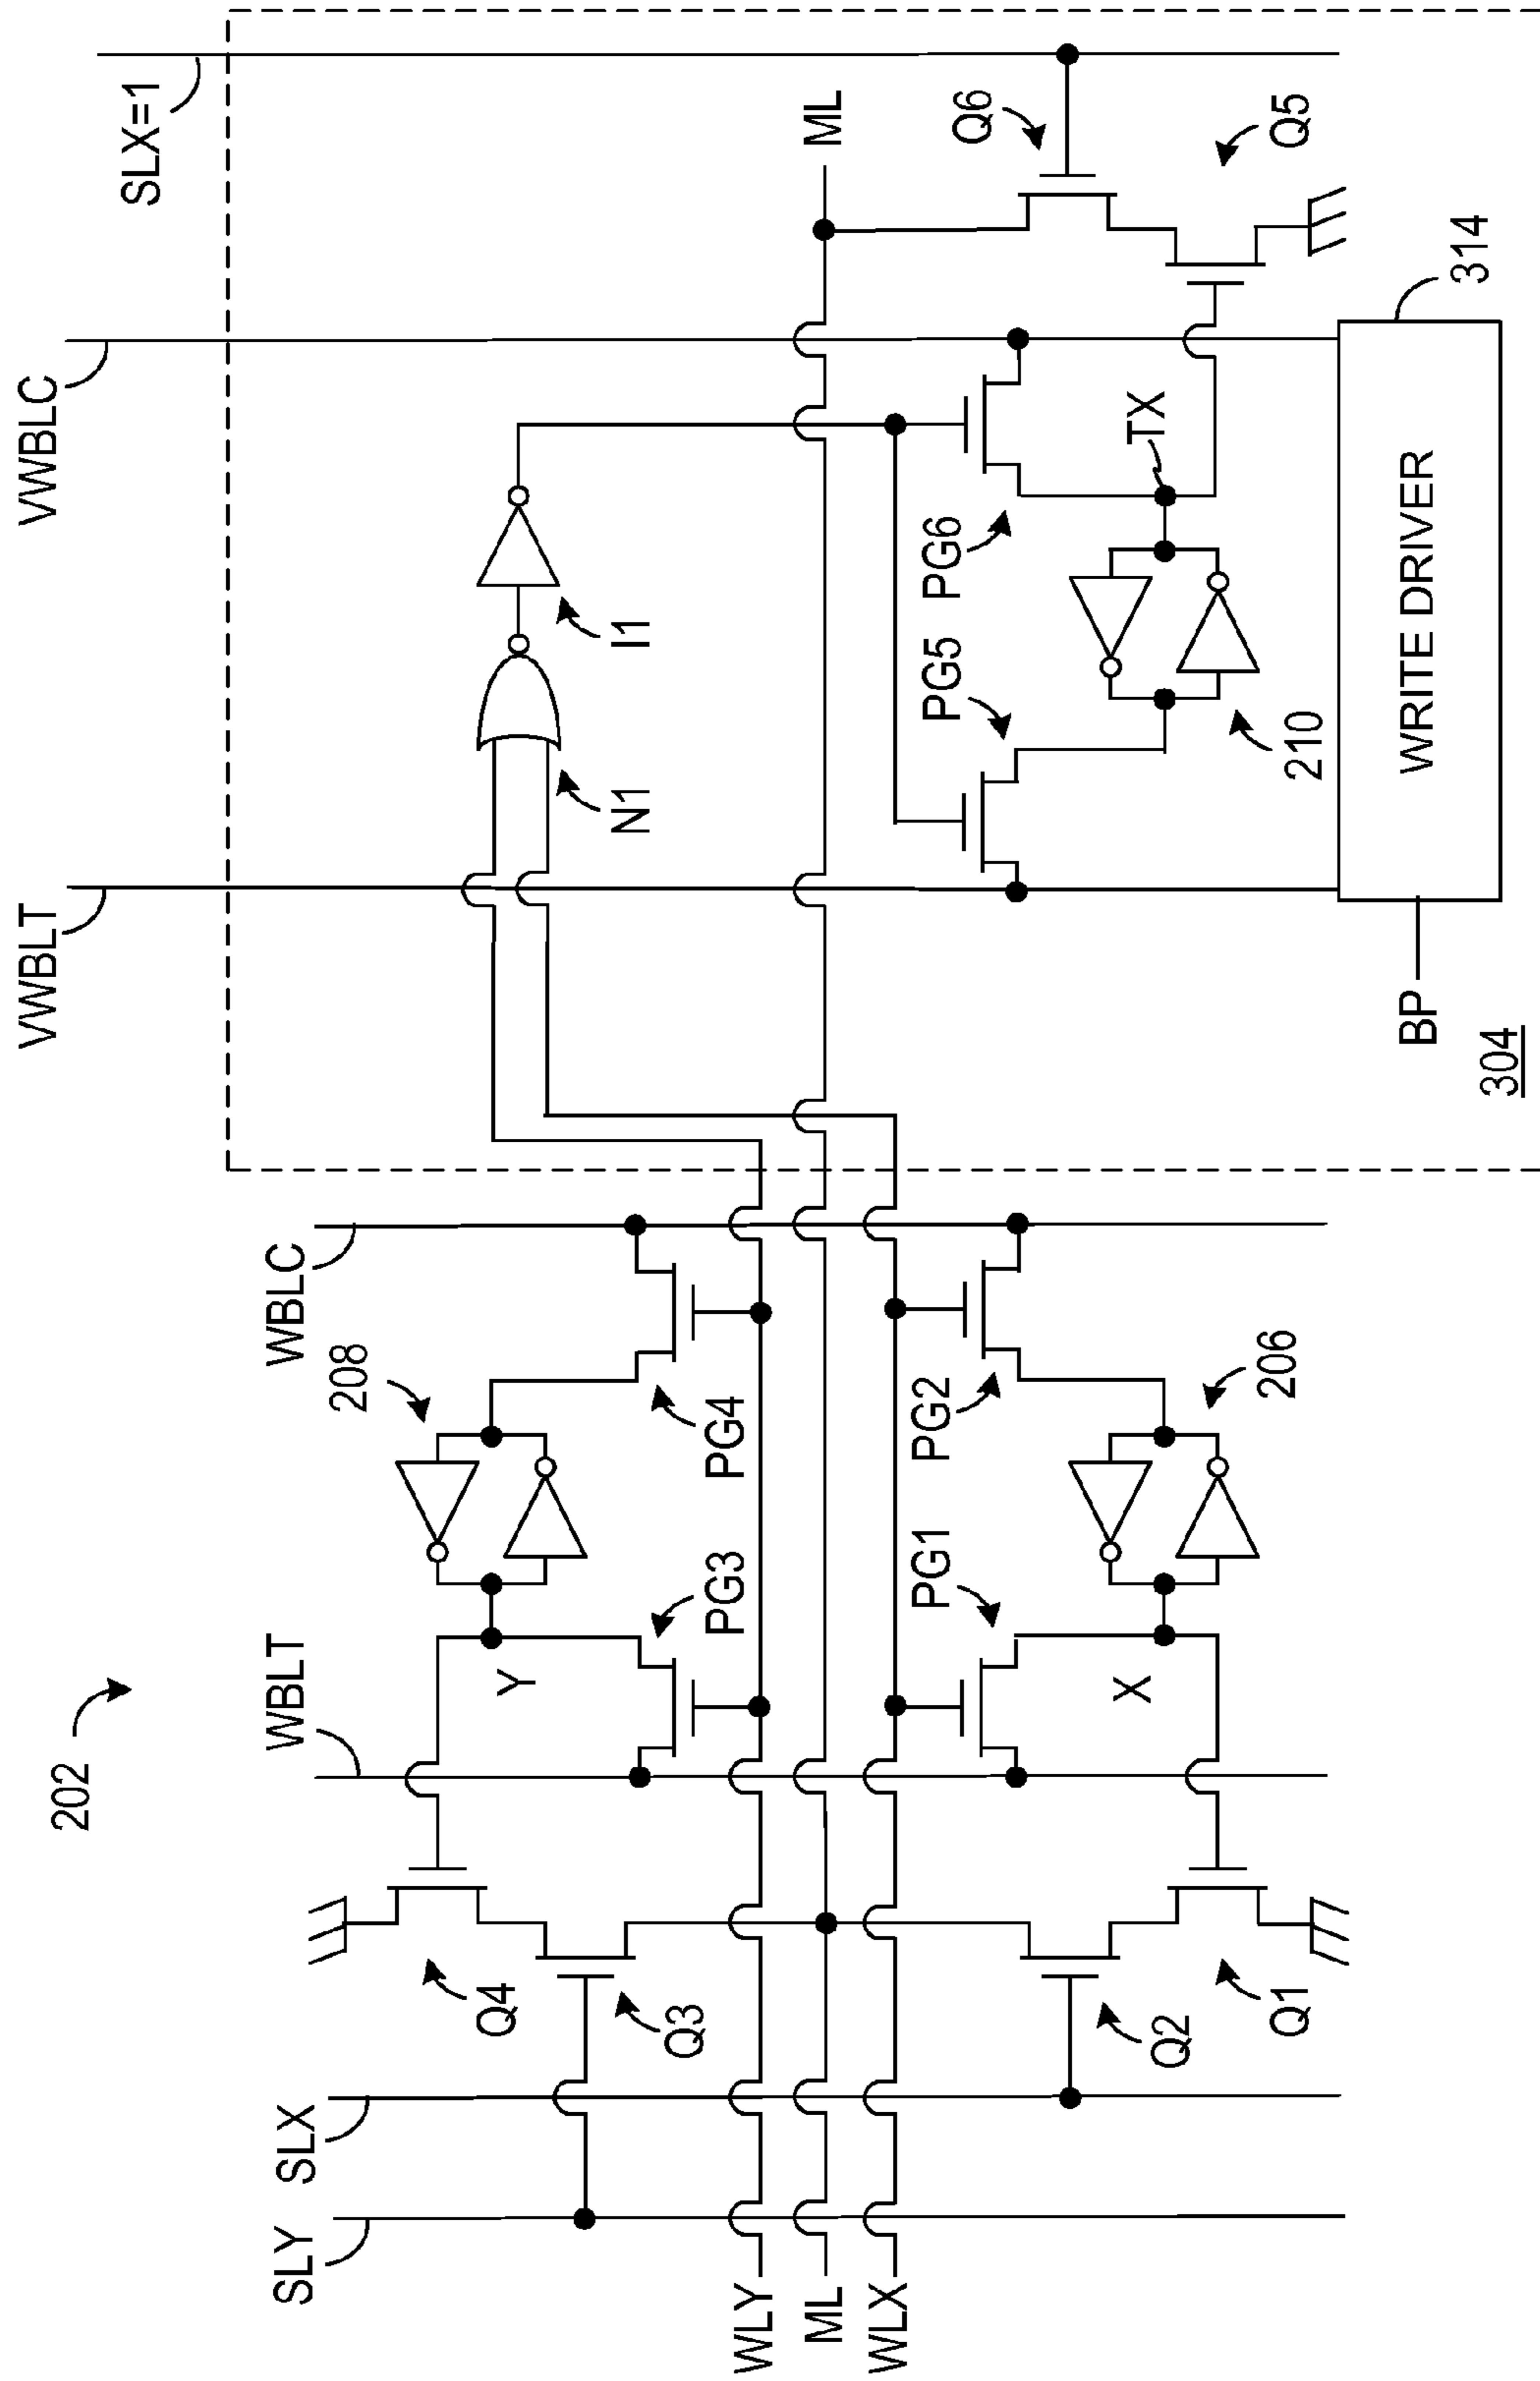 202
SLY
SLX
WBLT
WBLC
VWBLT
VWBLC
SLX=1
208
Q4
Y
Q3
PG3
PG4
N1
I1
WLY
ML
WLX
ML
Q2
Q1
PG1
PG2
X
206
PG5
PG6
TX
210
Q6
Q5
BP
WRITE DRIVER
314
304